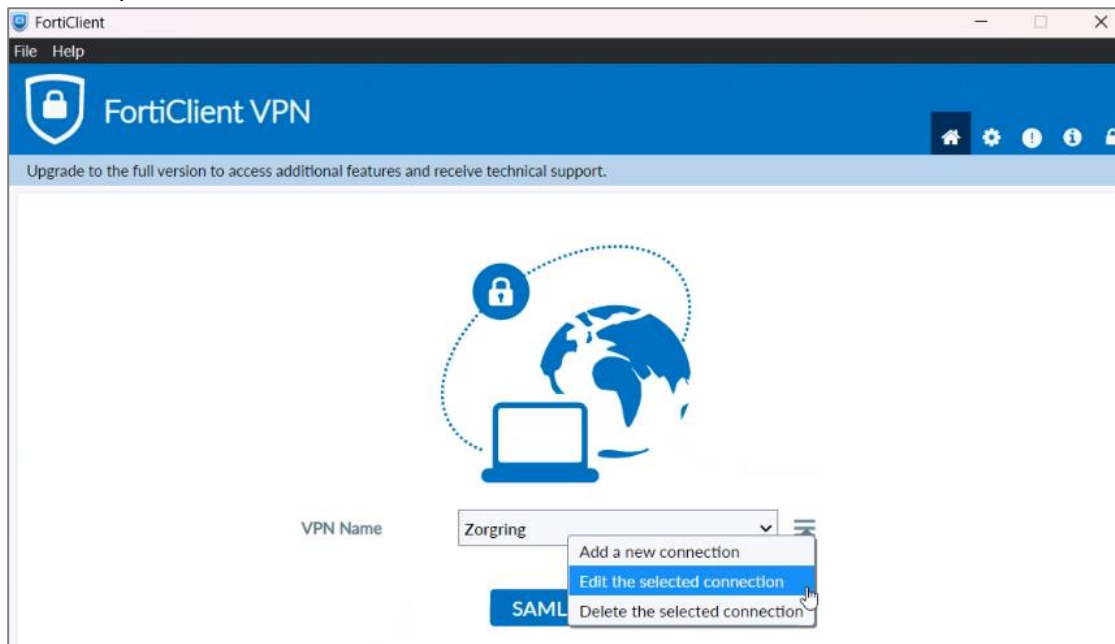 FortiClient
File Help
FortiClient VPN
Upgrade to the full version to access additional features and receive technical support.
VPN Name
Zorgring
Add a new connection
Edit the selected connection
SAML
Delete the selected connection